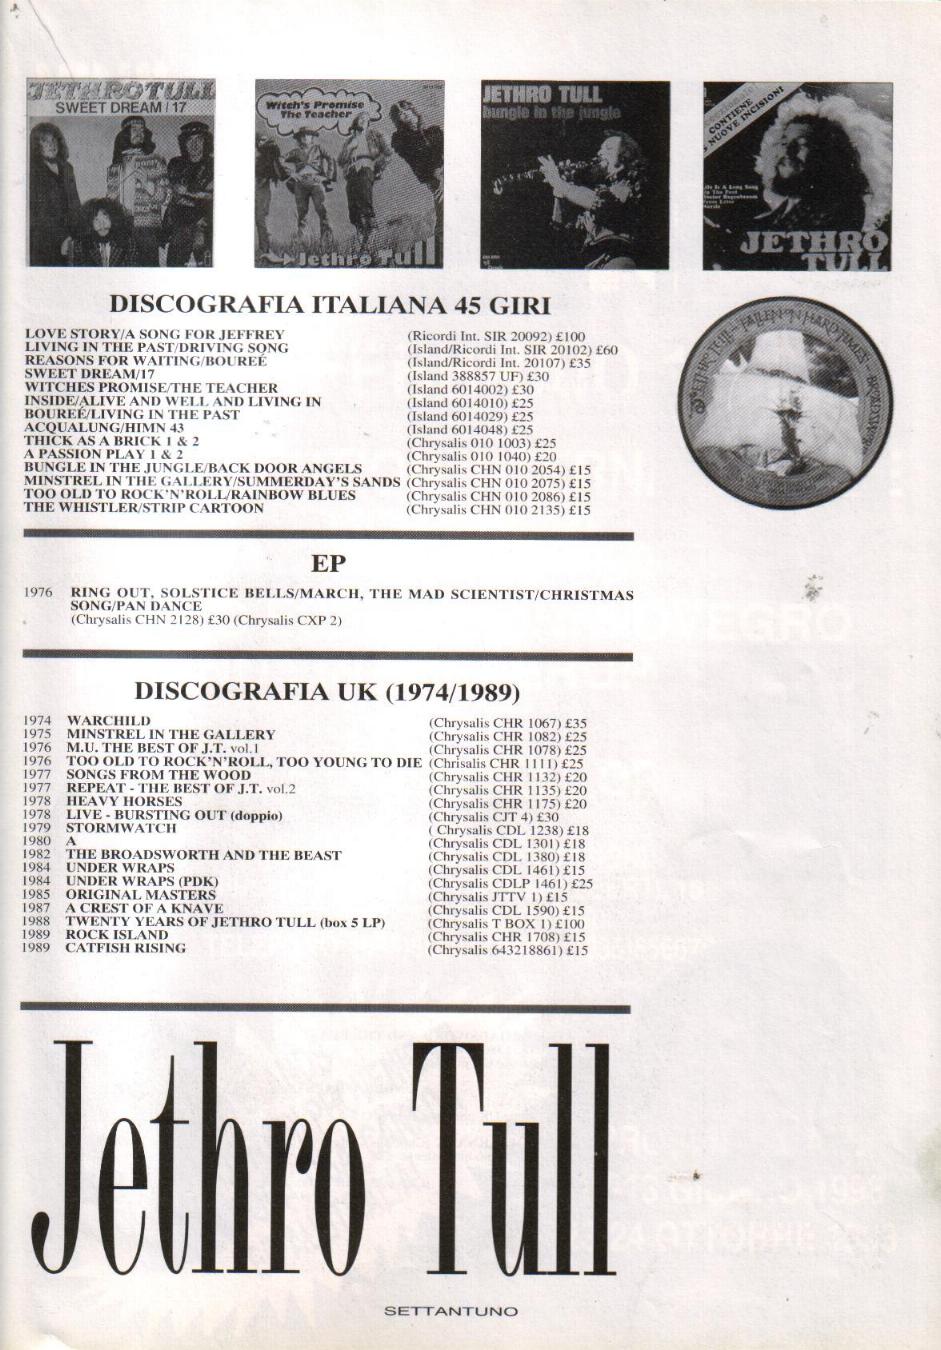 JETHRO TULL
SWEET DREAM / 17
Witch's Promise
The Teacher
Jethro Tull
JETHRO TULL
bungle in the jungle
CONTIENE
NUOVE INCISIONI
Life Is A Long Song
JETHRO
TULL
DISCOGRAFIA ITALIANA 45 GIRI
LOVE STORY/A SONG FOR JEFFREY (Ricordi Int. SIR 20092) £100
LIVING IN THE PAST/DRIVING SONG (Island/Ricordi Int. SIR 20102) £60
REASONS FOR WAITING/BOUREÉ (Island/Ricordi Int. 20107) £35
SWEET DREAM/17 (Island 388857 UF) £30
WITCHES PROMISE/THE TEACHER (Island 6014002) £30
INSIDE/ALIVE AND WELL AND LIVING IN (Island 6014010) £25
BOUREÉ/LIVING IN THE PAST (Island 6014029) £25
ACQUALUNG/HIMN 43 (Island 6014048) £25
THICK AS A BRICK 1 & 2 (Chrysalis 010 1003) £25
A PASSION PLAY 1 & 2 (Chrysalis 010 1040) £20
BUNGLE IN THE JUNGLE/BACK DOOR ANGELS (Chrysalis CHN 010 2054) £15
MINSTREL IN THE GALLERY/SUMMERDAY'S SANDS (Chrysalis CHN 010 2075) £15
TOO OLD TO ROCK'N'ROLL/RAINBOW BLUES (Chrysalis CHN 010 2086) £15
THE WHISTLER/STRIP CARTOON (Chrysalis CHN 010 2135) £15
JETHRO TULL - FALLEN ON HARD TIMES -
EP
1976 RING OUT, SOLSTICE BELLS/MARCH, THE MAD SCIENTIST/CHRISTMAS
SONG/PAN DANCE
(Chrysalis CHN 2128) £30 (Chrysalis CXP 2)
DISCOGRAFIA UK (1974/1989)
1974 WARCHILD (Chrysalis CHR 1067) £35
1975 MINSTREL IN THE GALLERY (Chrysalis CHR 1082) £25
1976 M.U. THE BEST OF J.T. vol.1 (Chrysalis CHR 1078) £25
1976 TOO OLD TO ROCK'N'ROLL, TOO YOUNG TO DIE (Chrisalis CHR 1111) £25
1977 SONGS FROM THE WOOD (Chrysalis CHR 1132) £20
1977 REPEAT - THE BEST OF J.T. vol.2 (Chrysalis CHR 1135) £20
1978 HEAVY HORSES (Chrysalis CHR 1175) £20
1978 LIVE - BURSTING OUT (doppio) (Chrysalis CJT 4) £30
1979 STORMWATCH ( Chrysalis CDL 1238) £18
1980 A (Chrysalis CDL 1301) £18
1982 THE BROADSWORTH AND THE BEAST (Chrysalis CDL 1380) £18
1984 UNDER WRAPS (Chrysalis CDL 1461) £15
1984 UNDER WRAPS (PDK) (Chrysalis CDLP 1461) £25
1985 ORIGINAL MASTERS (Chrysalis JTTV 1) £15
1987 A CREST OF A KNAVE (Chrysalis CDL 1590) £15
1988 TWENTY YEARS OF JETHRO TULL (box 5 LP) (Chrysalis T BOX 1) £100
1989 ROCK ISLAND (Chrysalis CHR 1708) £15
1989 CATFISH RISING (Chrysalis 643218861) £15
Jethro Tull
SETTANTUNO